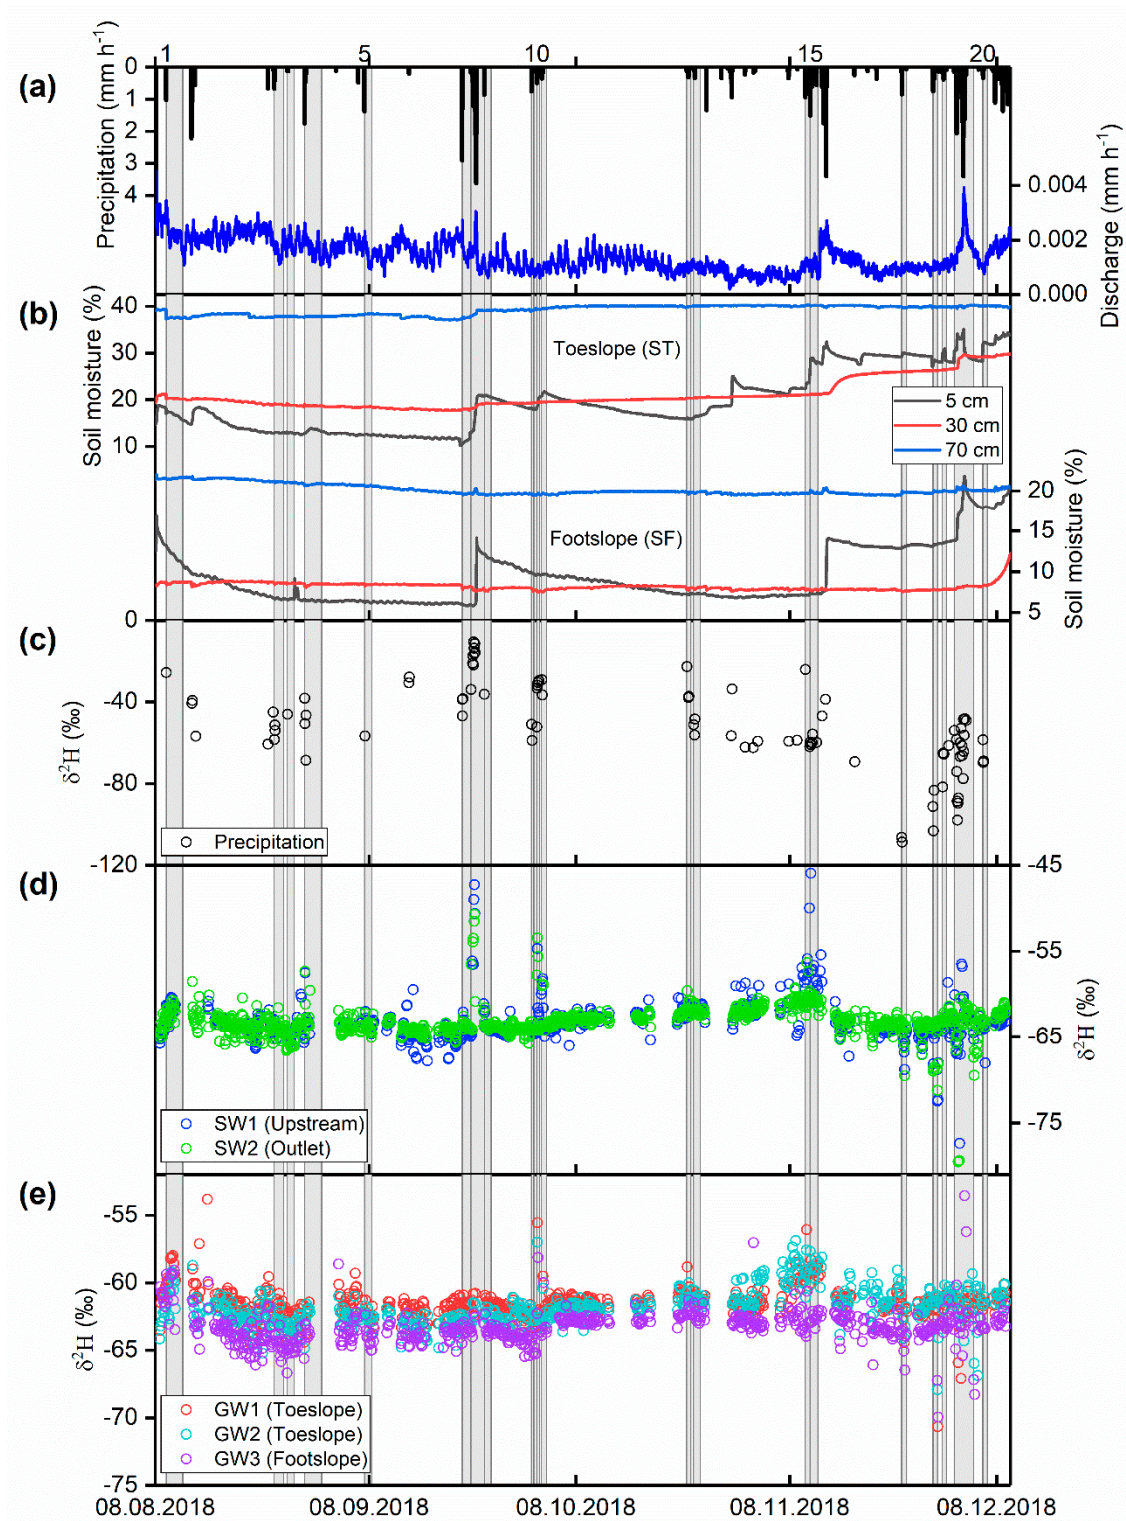 1 5 10 15 20
(a)
Precipitation (mm h⁻¹)
0
1
2
3
4
Discharge (mm h⁻¹)
0.004
0.002
0.000
(b)
Soil moisture (%)
40
30
20
10
Toeslope (ST)
5 cm
30 cm
70 cm
Footslope (SF)
Soil moisture (%)
20
15
10
5
(c)
δ²H (‰)
0
-40
-80
-120
Precipitation
(d)
-45
-55
-65
-75
δ²H (‰)
SW1 (Upstream)
SW2 (Outlet)
(e)
δ²H (‰)
-55
-60
-65
-70
-75
GW1 (Toeslope)
GW2 (Toeslope)
GW3 (Footslope)
08.08.2018 08.09.2018 08.10.2018 08.11.2018 08.12.2018